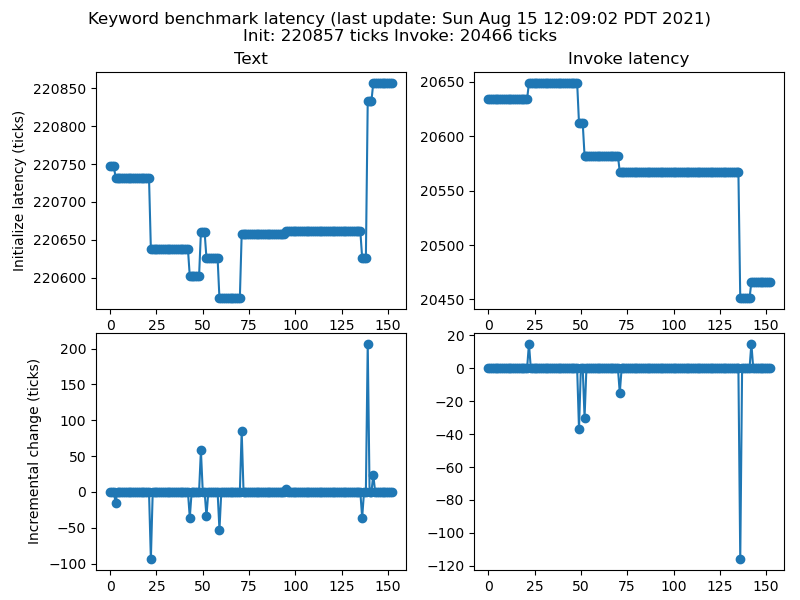 Keyword benchmark latency (last update: Sun Aug 15 12:09:02 PDT 2021)
Init: 220857 ticks Invoke: 20466 ticks
Text
Initialize latency (ticks)
220850
220800
220750
220700
220650
220600
0 25 50 75 100 125 150
Invoke latency
20650
20600
20550
20500
20450
0 25 50 75 100 125 150
Incremental change (ticks)
200
150
100
50
0
−50
−100
0 25 50 75 100 125 150
20
0
−20
−40
−60
−80
−100
−120
0 25 50 75 100 125 150